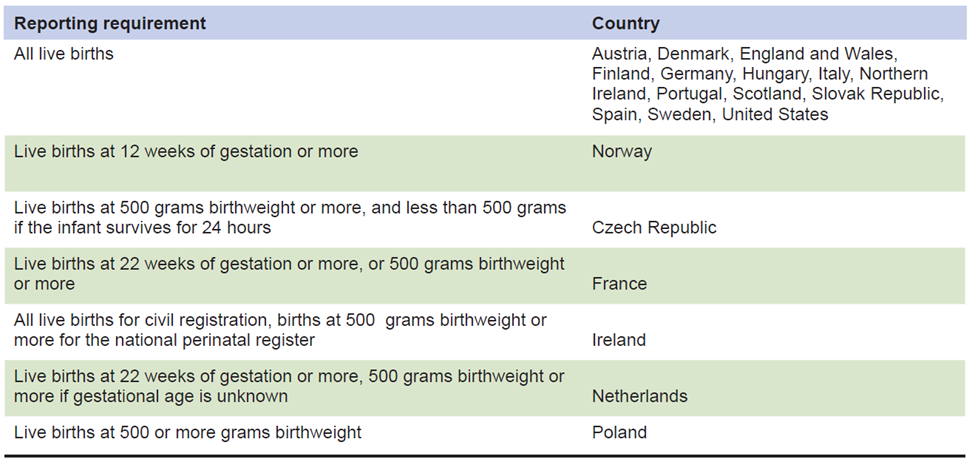 Reporting requirement Country
All live births Austria, Denmark, England and Wales,
Finland, Germany, Hungary, Italy, Northern
Ireland, Portugal, Scotland, Slovak Republic,
Spain, Sweden, United States
Live births at 12 weeks of gestation or more Norway
Live births at 500 grams birthweight or more, and less than 500 grams
if the infant survives for 24 hours Czech Republic
Live births at 22 weeks of gestation or more, or 500 grams birthweight
or more France
All live births for civil registration, births at 500  grams birthweight or
more for the national perinatal register Ireland
Live births at 22 weeks of gestation or more, 500 grams birthweight or
more if gestational age is unknown Netherlands
Live births at 500 or more grams birthweight Poland